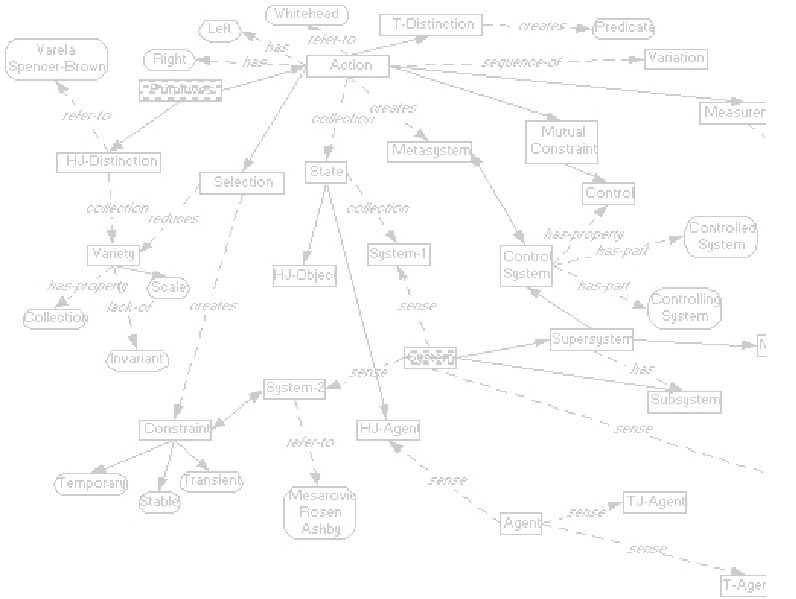 Whitehead
Left
T-Distinction
creates
Predicate
refer-to
has
Varela
Spencer-Brown
Right
has
Action
sequence-of
Variation
creates
Measurem
refer-to
collection
Mutual
Constraint
HJ-Distinction
Metasystem
State
Selection
Control
collection
reduces
collection
has-property
Controlled
System
has-part
Variety
System-1
Control
System
HJ-Object
has-property
Scale
has-part
Controlling
System
lack-of
creates
sense
Collection
Supersystem
M
Invariant
System
sense
has
System-2
Subsystem
Constraint
HJ-Agent
sense
refer-to
Temporary
Transient
sense
Stable
Mesarovic
Rosen
Ashby
TJ-Agent
sense
Agent
sense
T-Agen